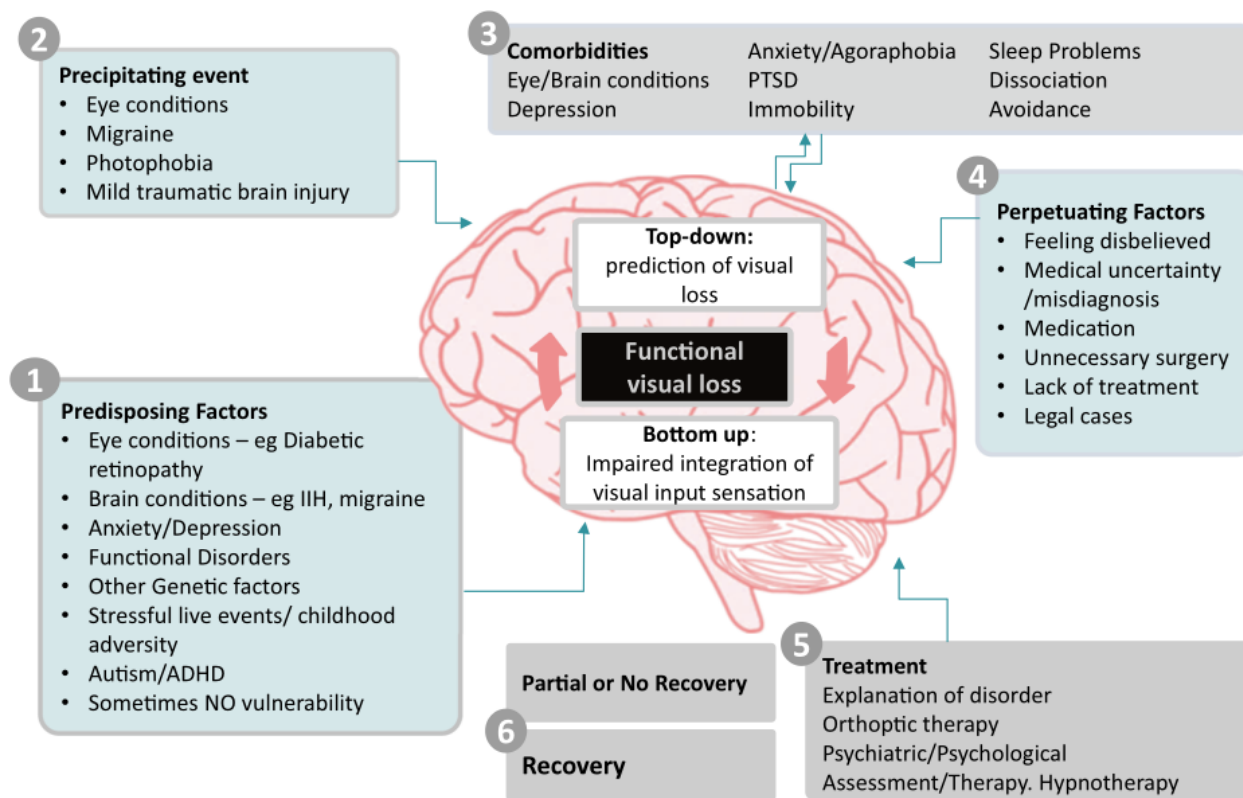 2
Precipitating event
• Eye conditions
• Migraine
• Photophobia
• Mild traumatic brain injury
3
Comorbidities
Eye/Brain conditions
Depression
Anxiety/Agoraphobia
PTSD
Immobility
Sleep Problems
Dissociation
Avoidance
4
Perpetuating Factors
• Feeling disbelieved
• Medical uncertainty
/misdiagnosis
• Medication
• Unnecessary surgery
• Lack of treatment
• Legal cases
Top-down:
prediction of visual
loss
Functional
visual loss
Bottom up:
Impaired integration of
visual input sensation
1
Predisposing Factors
• Eye conditions – eg Diabetic
retinopathy
• Brain conditions – eg IIH, migraine
• Anxiety/Depression
• Functional Disorders
• Other Genetic factors
• Stressful live events/ childhood
adversity
• Autism/ADHD
• Sometimes NO vulnerability
5
Treatment
Explanation of disorder
Orthoptic therapy
Psychiatric/Psychological
Assessment/Therapy. Hypnotherapy
Partial or No Recovery
6
Recovery